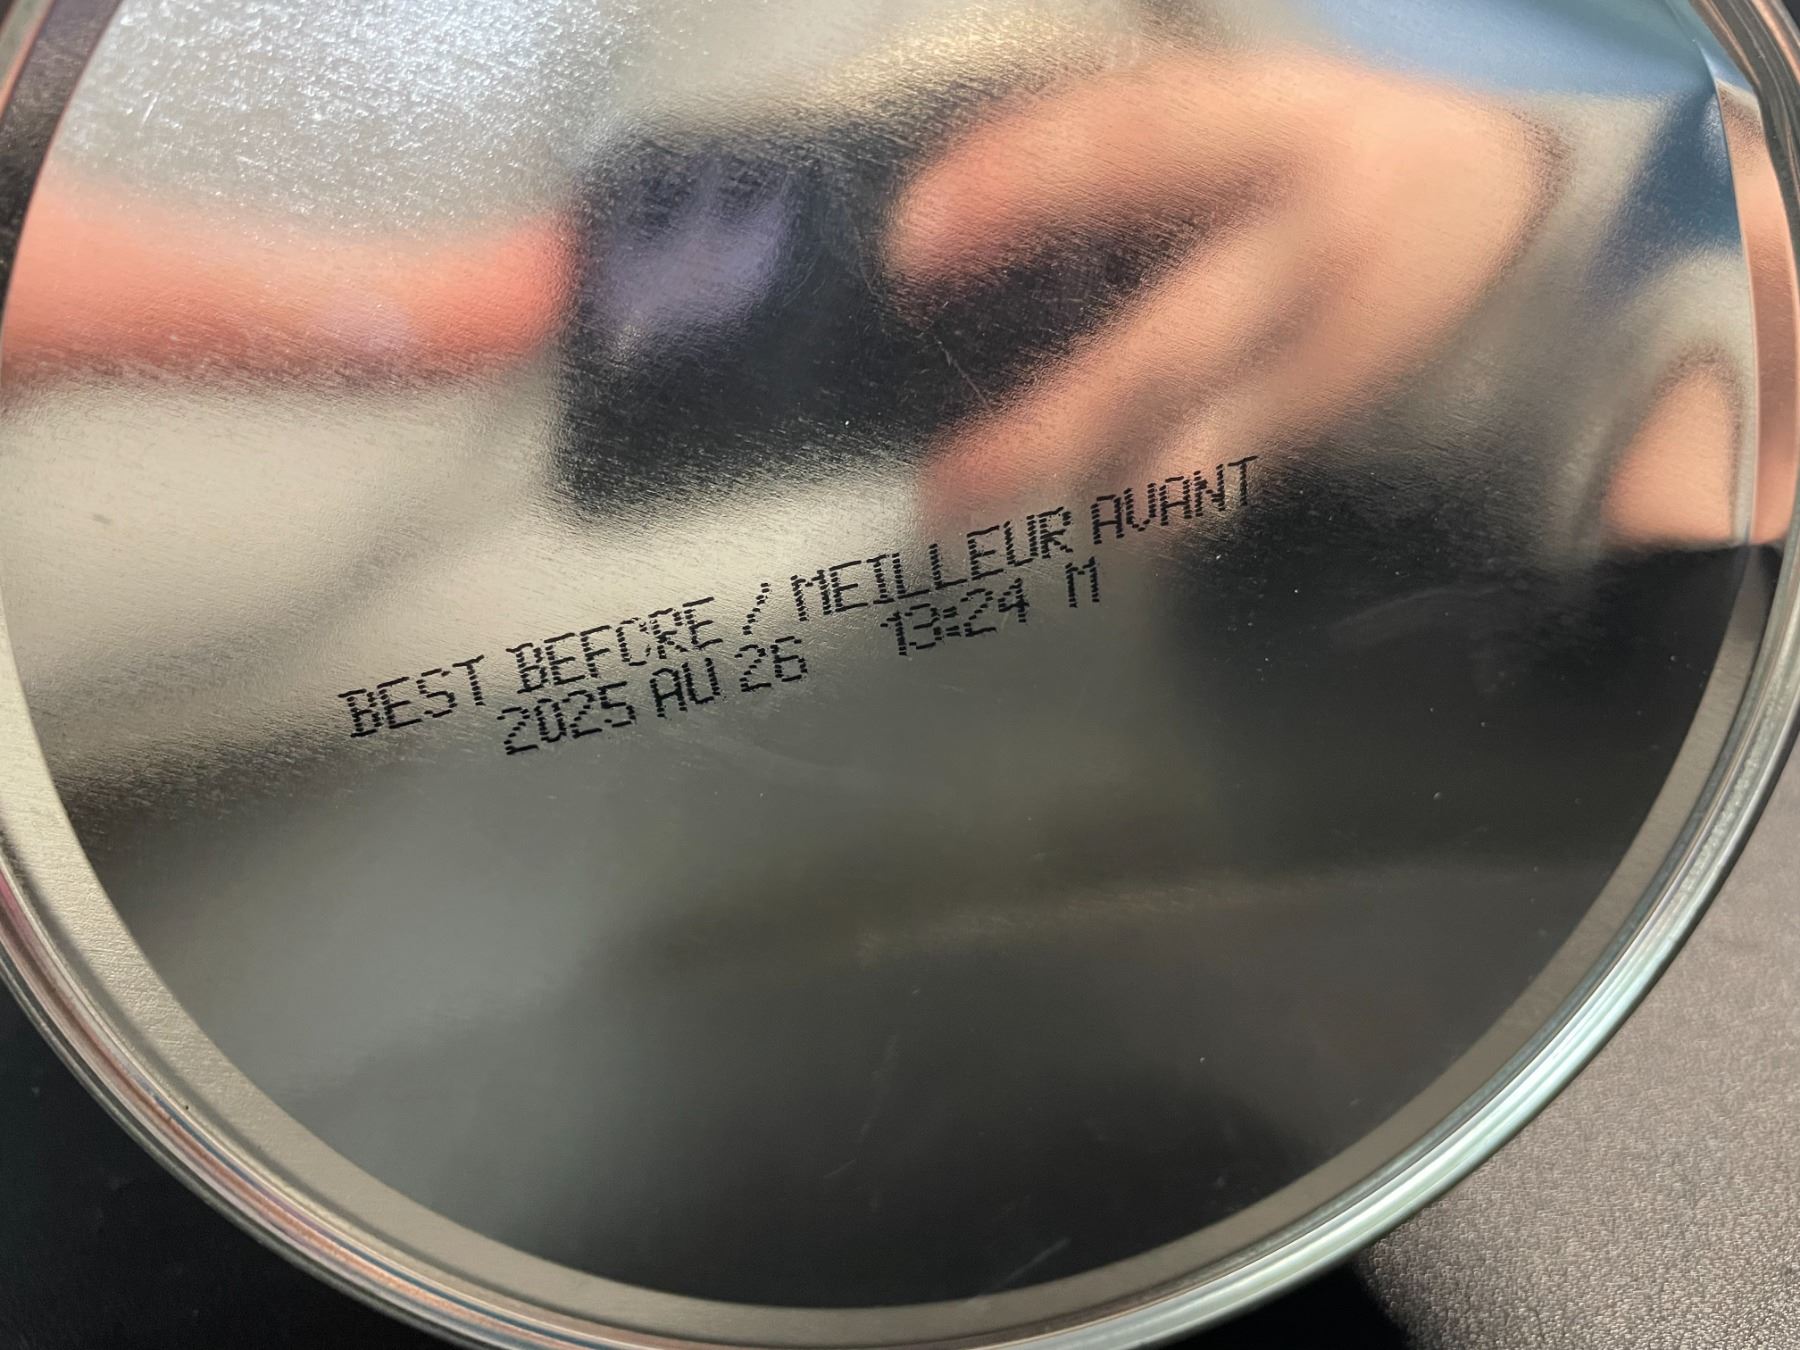 BEST BEFORE / MEILLEUR AVANT
2025 AU 26 13:24 M